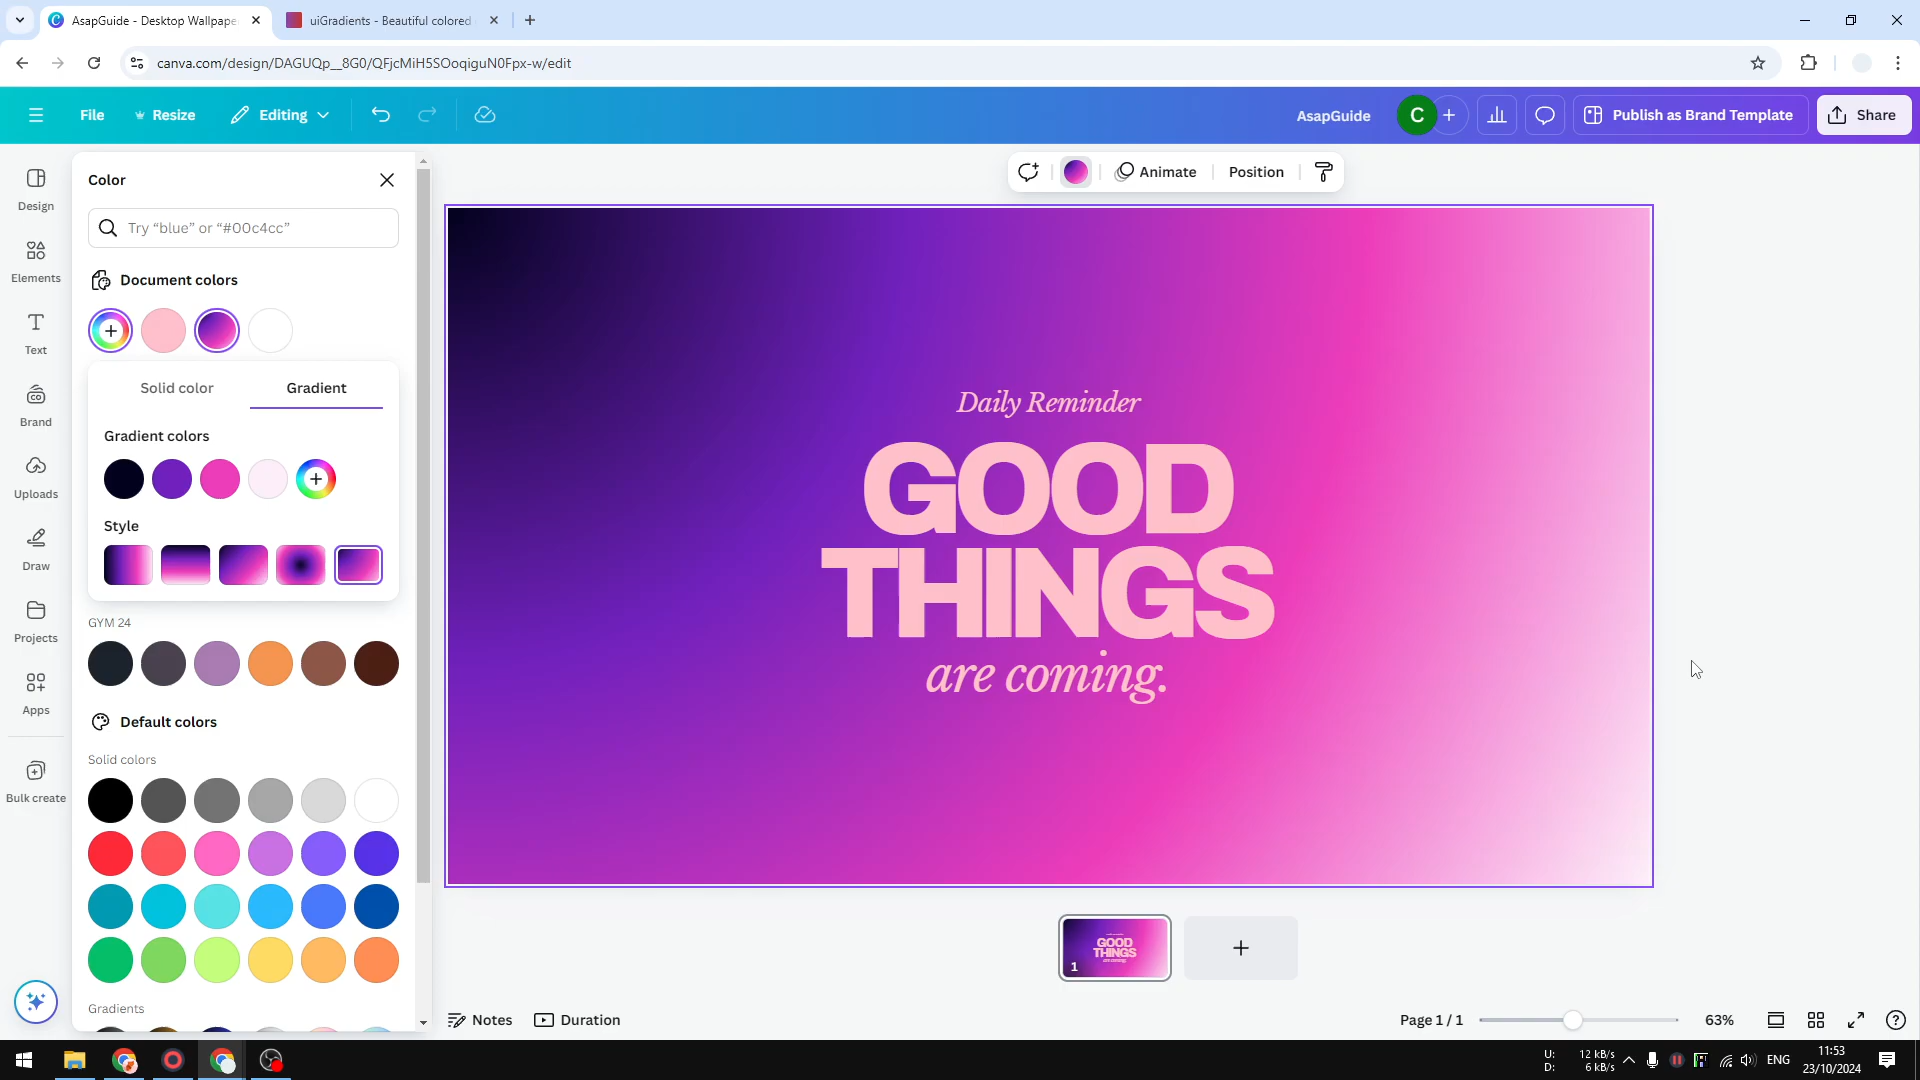 AsapGuide - Desktop Wallpape
uiGradients - Beautiful colored
canva.com/design/DAGUQp__8G0/QFjcMiH5SOoqiguN0Fpx-w/edit
File
Resize
Editing
AsapGuide
C
Publish as Brand Template
Share
Design
Elements
Text
Brand
Uploads
Draw
Projects
Apps
Bulk create
Color
Try “blue” or “#00c4cc”
Document colors
Solid color
Gradient
Gradient colors
Style
GYM 24
Default colors
Solid colors
Gradients
Animate
Position
Daily Reminder
GOOD
THINGS
are coming.
GOOD
THINGS
1
Notes
Duration
Page 1 / 1
63%
U: 12 kB/s
D: 6 kB/s
ENG
11:53
23/10/2024